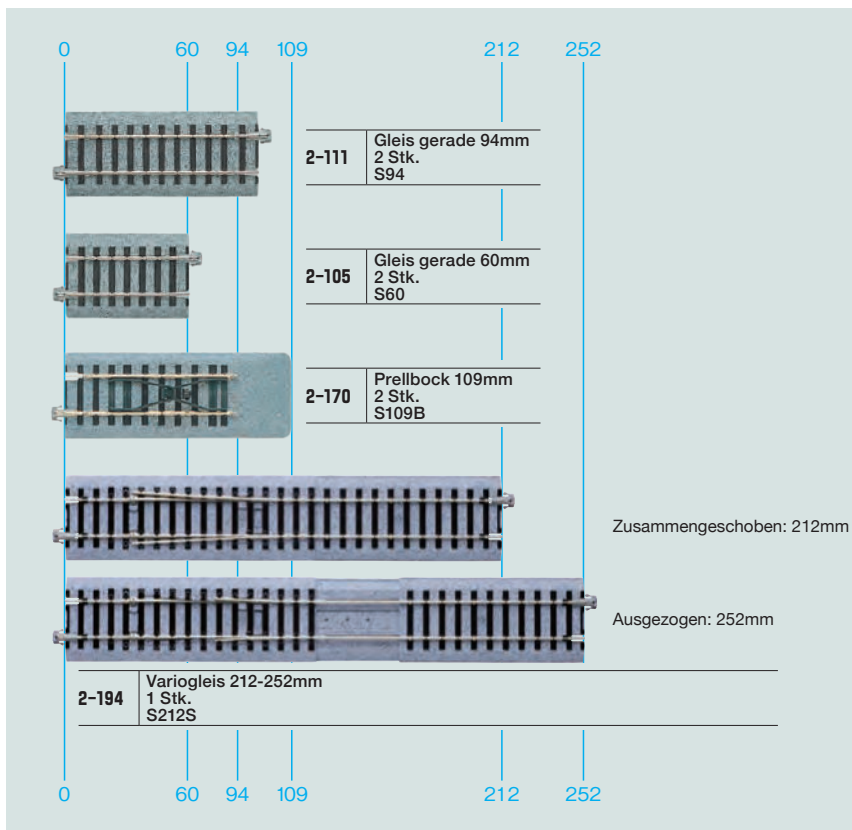 0 60 94 109 212 252
2-111
Gleis gerade 94mm
2 Stk.
S94
2-105
Gleis gerade 60mm
2 Stk.
S60
2-170
Prellbock 109mm
2 Stk.
S109B
Zusammengeschoben: 212mm
Ausgezogen: 252mm
2-194
Variogleis 212-252mm
1 Stk.
S212S
0 60 94 109 212 252